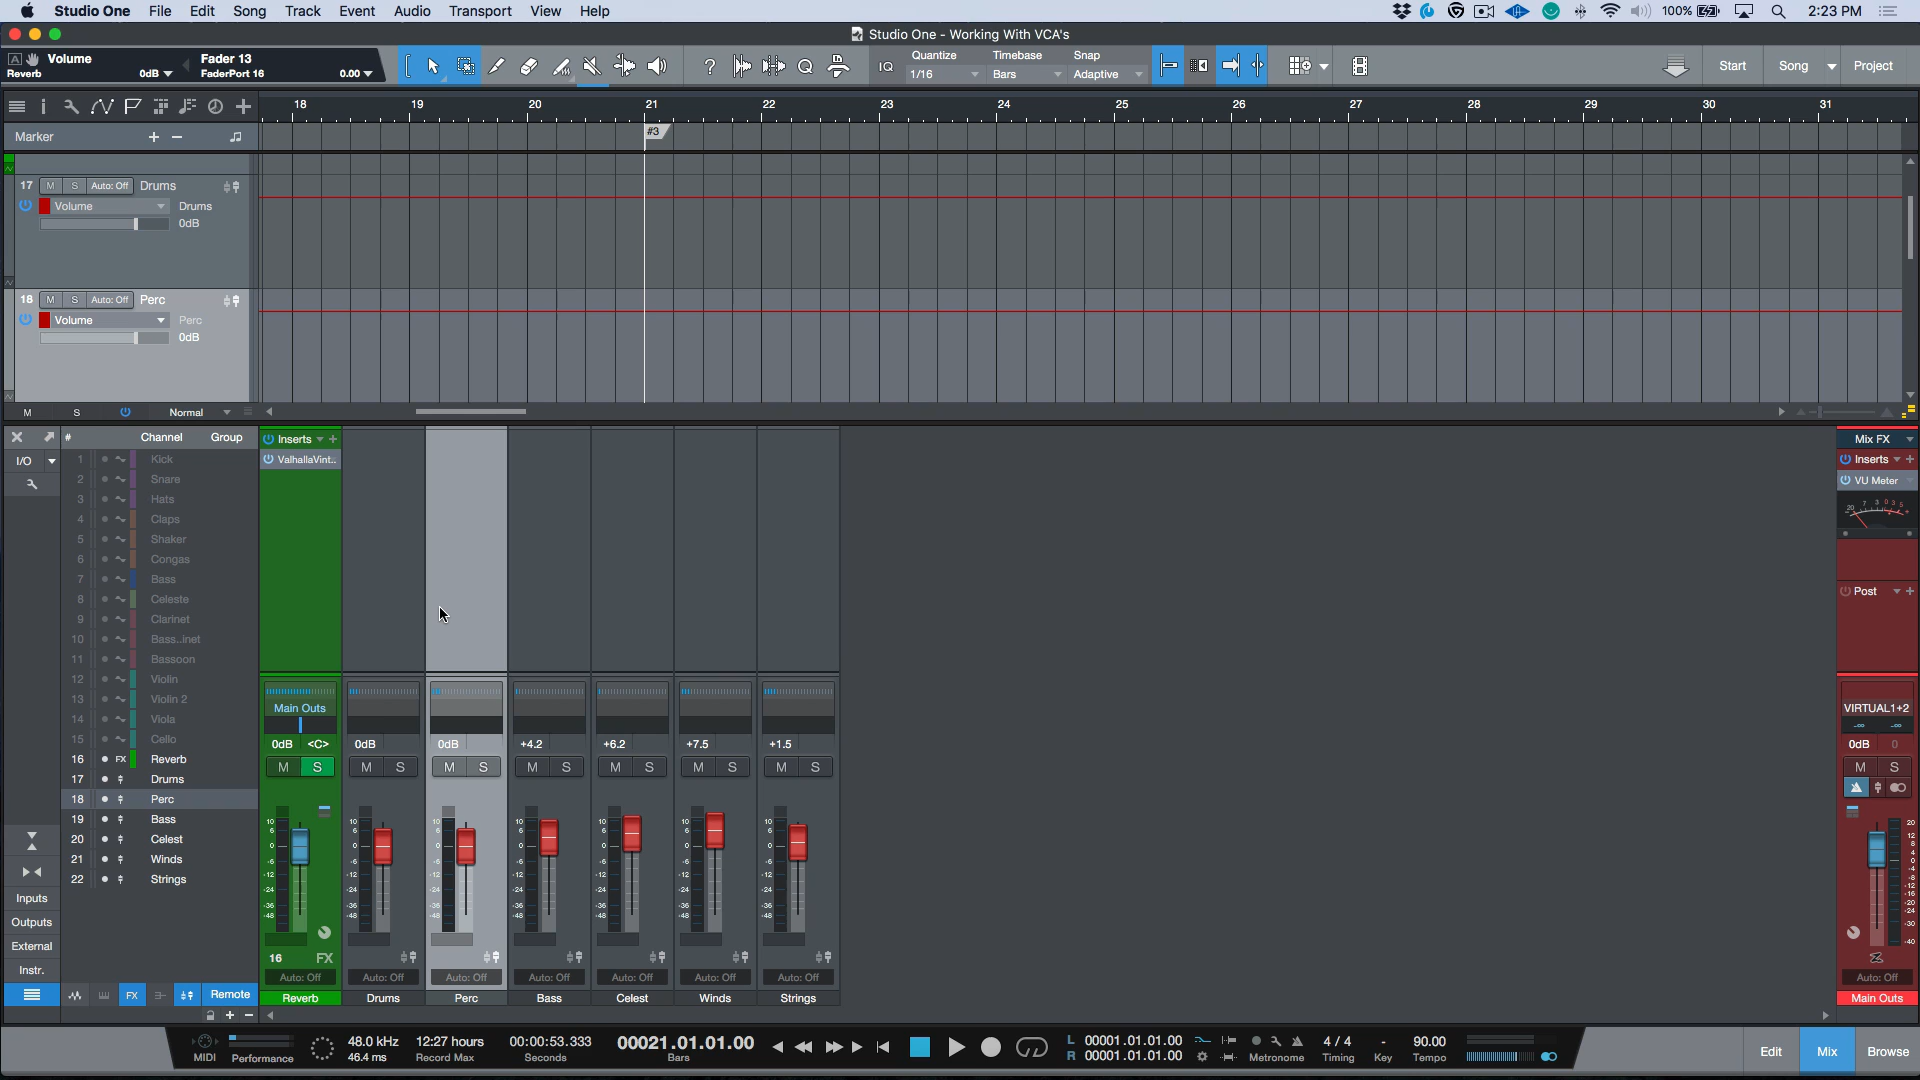 Studio One File Edit Song Track Event Audio Transport View Help 100% 2:23 PM
Studio One - Working With VCA's
A Volume Fader 13
Reverb 0dB FaderPort 16 0.00
? Q IQ Quantize Timebase Snap
1/16 Bars Adaptive Start Song Project
18 19 20 21 22 23 24 25 26 27 28 29 30 31
Marker #3
17 M S Auto: Off Drums
Volume Drums
0dB
18 M S Auto: Off Perc
Volume Perc
0dB
M S Normal
# Channel Group Inserts Mix FX
I/O 1 Kick ValhallaVint.. Inserts
2 Snare VU Meter
3 Hats
4 Claps
5 Shaker
6 Congas
7 Bass
8 Celeste Post
9 Clarinet
10 Bass..inet
11 Bassoon
12 Violin
13 Violin 2
14 Viola Main Outs VIRTUAL1+2
15 Cello 0dB <C> 0dB 0dB +4.2 +6.2 +7.5 +1.5 0dB 0
16 FX Reverb M S M S M S M S M S M S M S M S
17 Drums
18 Perc
19 Bass
20 Celest
21 Winds
22 Strings
Inputs
Outputs
External 16 FX
Instr. Auto: Off Auto: Off Auto: Off Auto: Off Auto: Off Auto: Off Auto: Off Auto: Off
FX Remote Reverb Drums Perc Bass Celest Winds Strings Main Outs
MIDI Performance 48.0 kHz 12:27 hours 00:00:53.333 00021.01.01.00 L 00001.01.01.00 4 / 4 - 90.00
46.4 ms Record Max Seconds Bars R 00001.01.01.00 Metronome Timing Key Tempo Edit Mix Browse